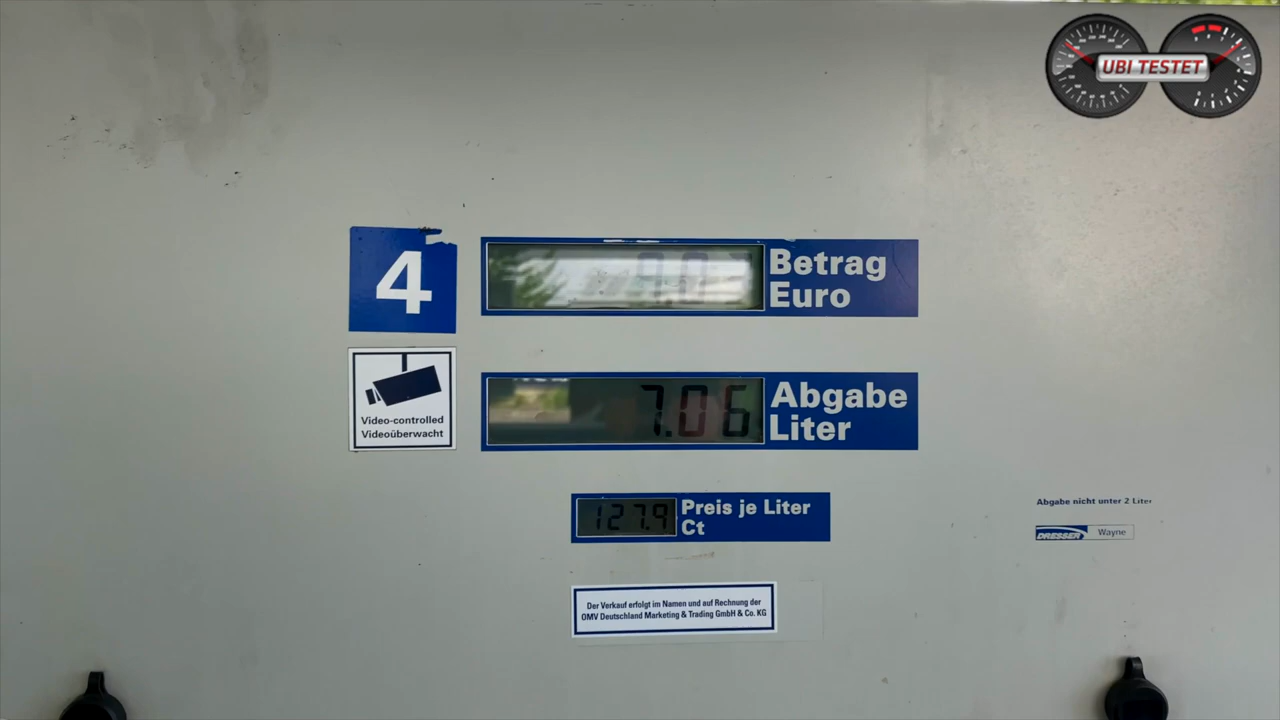 UBI TESTET
4
Betrag
Euro
Video-controlled
Videoüberwacht
7.06
Abgabe
Liter
127.9
Preis je Liter
Ct
Abgabe nicht unter 2 Liter
DRESSER Wayne
Der Verkauf erfolgt im Namen und auf Rechnung der
OMV Deutschland Marketing & Trading GmbH & Co. KG